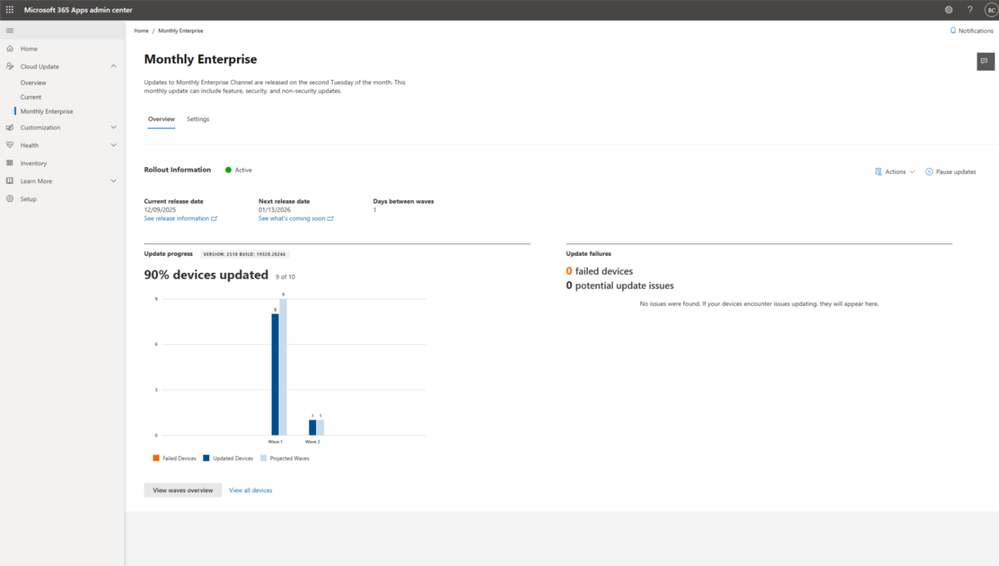 Microsoft 365 Apps admin center
?
BC
Home / Monthly Enterprise
Notifications
Home
Cloud Update
Overview
Current
Monthly Enterprise
Customization
Health
Inventory
Learn More
Setup
Monthly Enterprise
Updates to Monthly Enterprise Channel are released on the second Tuesday of the month. This
monthly update can include feature, security, and non-security updates.
Overview Settings
Rollout Information Active
Actions Pause updates
Current release date Next release date Days between waves
12/09/2025 01/13/2026 1
See release information See what's coming soon
Update progress VERSION: 2510 BUILD: 19328.20266
90% devices updated 9 of 10
9
6
3
0
8
9
1 1
Wave 1 Wave 2
Failed Devices Updated Devices Projected Waves
View waves overview View all devices
Update failures
0 failed devices
0 potential update issues
No issues were found. If your devices encounter issues updating, they will appear here.